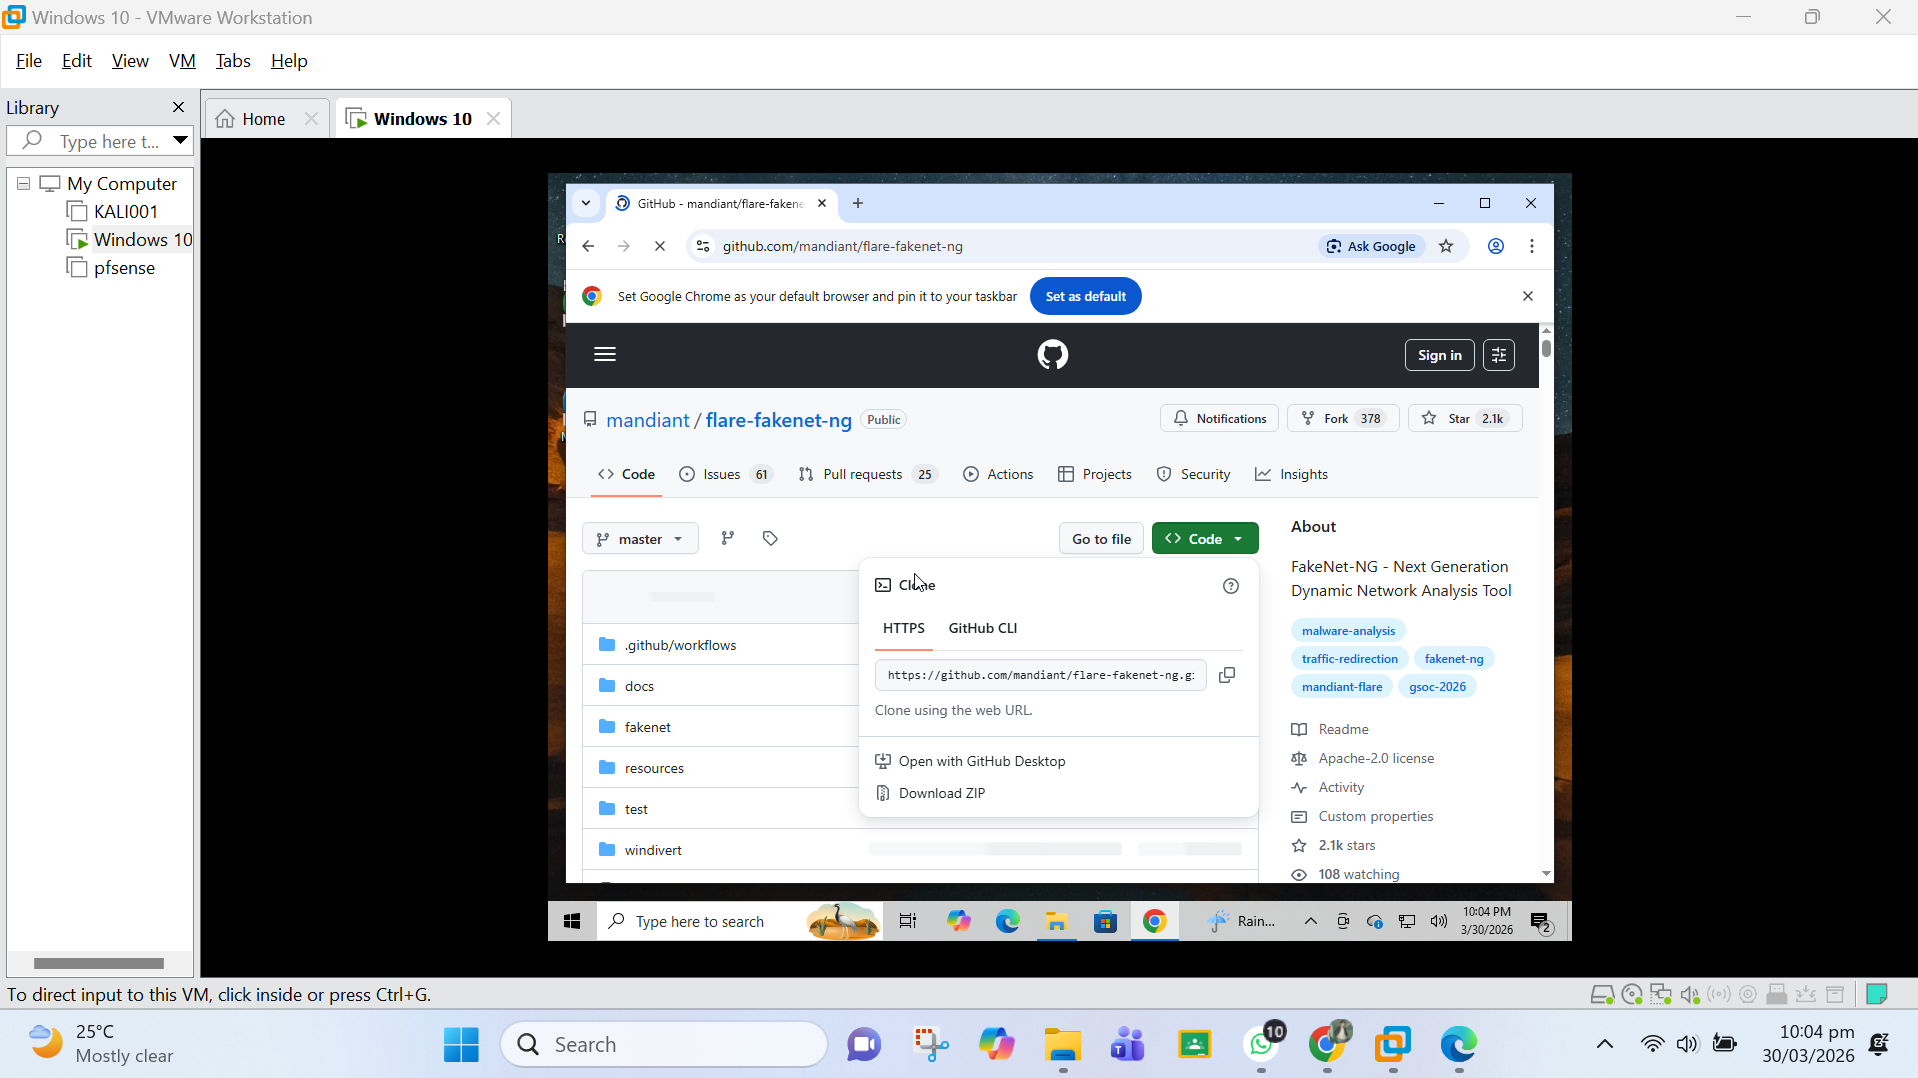 Windows 10 - VMware Workstation
File Edit View VM Tabs Help
Library
Type here t...
My Computer
KALI001
Windows 10
pfsense
Home
Windows 10
GitHub - mandiant/flare-fakene
github.com/mandiant/flare-fakenet-ng
Ask Google
Set Google Chrome as your default browser and pin it to your taskbar
Set as default
Sign in
mandiant / flare-fakenet-ng
Public
Notifications
Fork 378
Star 2.1k
Code
Issues 61
Pull requests 25
Actions
Projects
Security
Insights
master
Go to file
Code
Clone
HTTPS
GitHub CLI
https://github.com/mandiant/flare-fakenet-ng.g
Clone using the web URL.
Open with GitHub Desktop
Download ZIP
.github/workflows
docs
fakenet
resources
test
windivert
About
FakeNet-NG - Next Generation
Dynamic Network Analysis Tool
malware-analysis
traffic-redirection fakenet-ng
mandiant-flare gsoc-2026
Readme
Apache-2.0 license
Activity
Custom properties
2.1k stars
108 watching
Type here to search
Rain...
10:04 PM
3/30/2026
2
To direct input to this VM, click inside or press Ctrl+G.
25°C
Mostly clear
Search
10
10:04 pm
30/03/2026